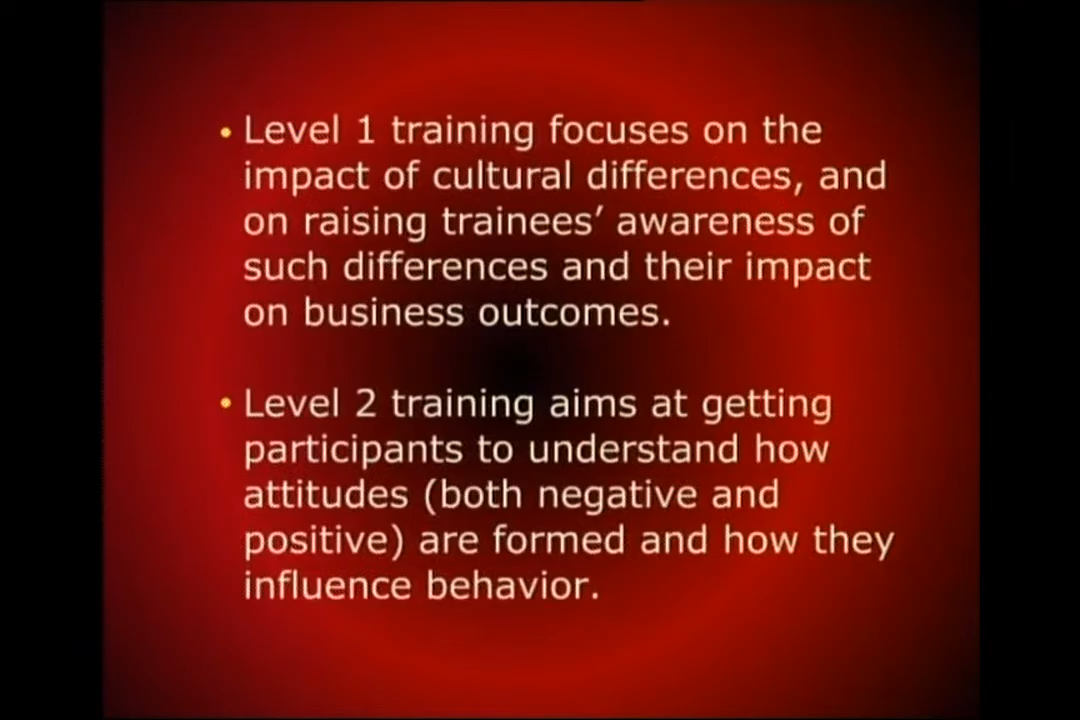 • Level 1 training focuses on the
impact of cultural differences, and
on raising trainees’ awareness of
such differences and their impact
on business outcomes.
• Level 2 training aims at getting
participants to understand how
attitudes (both negative and
positive) are formed and how they
influence behavior.